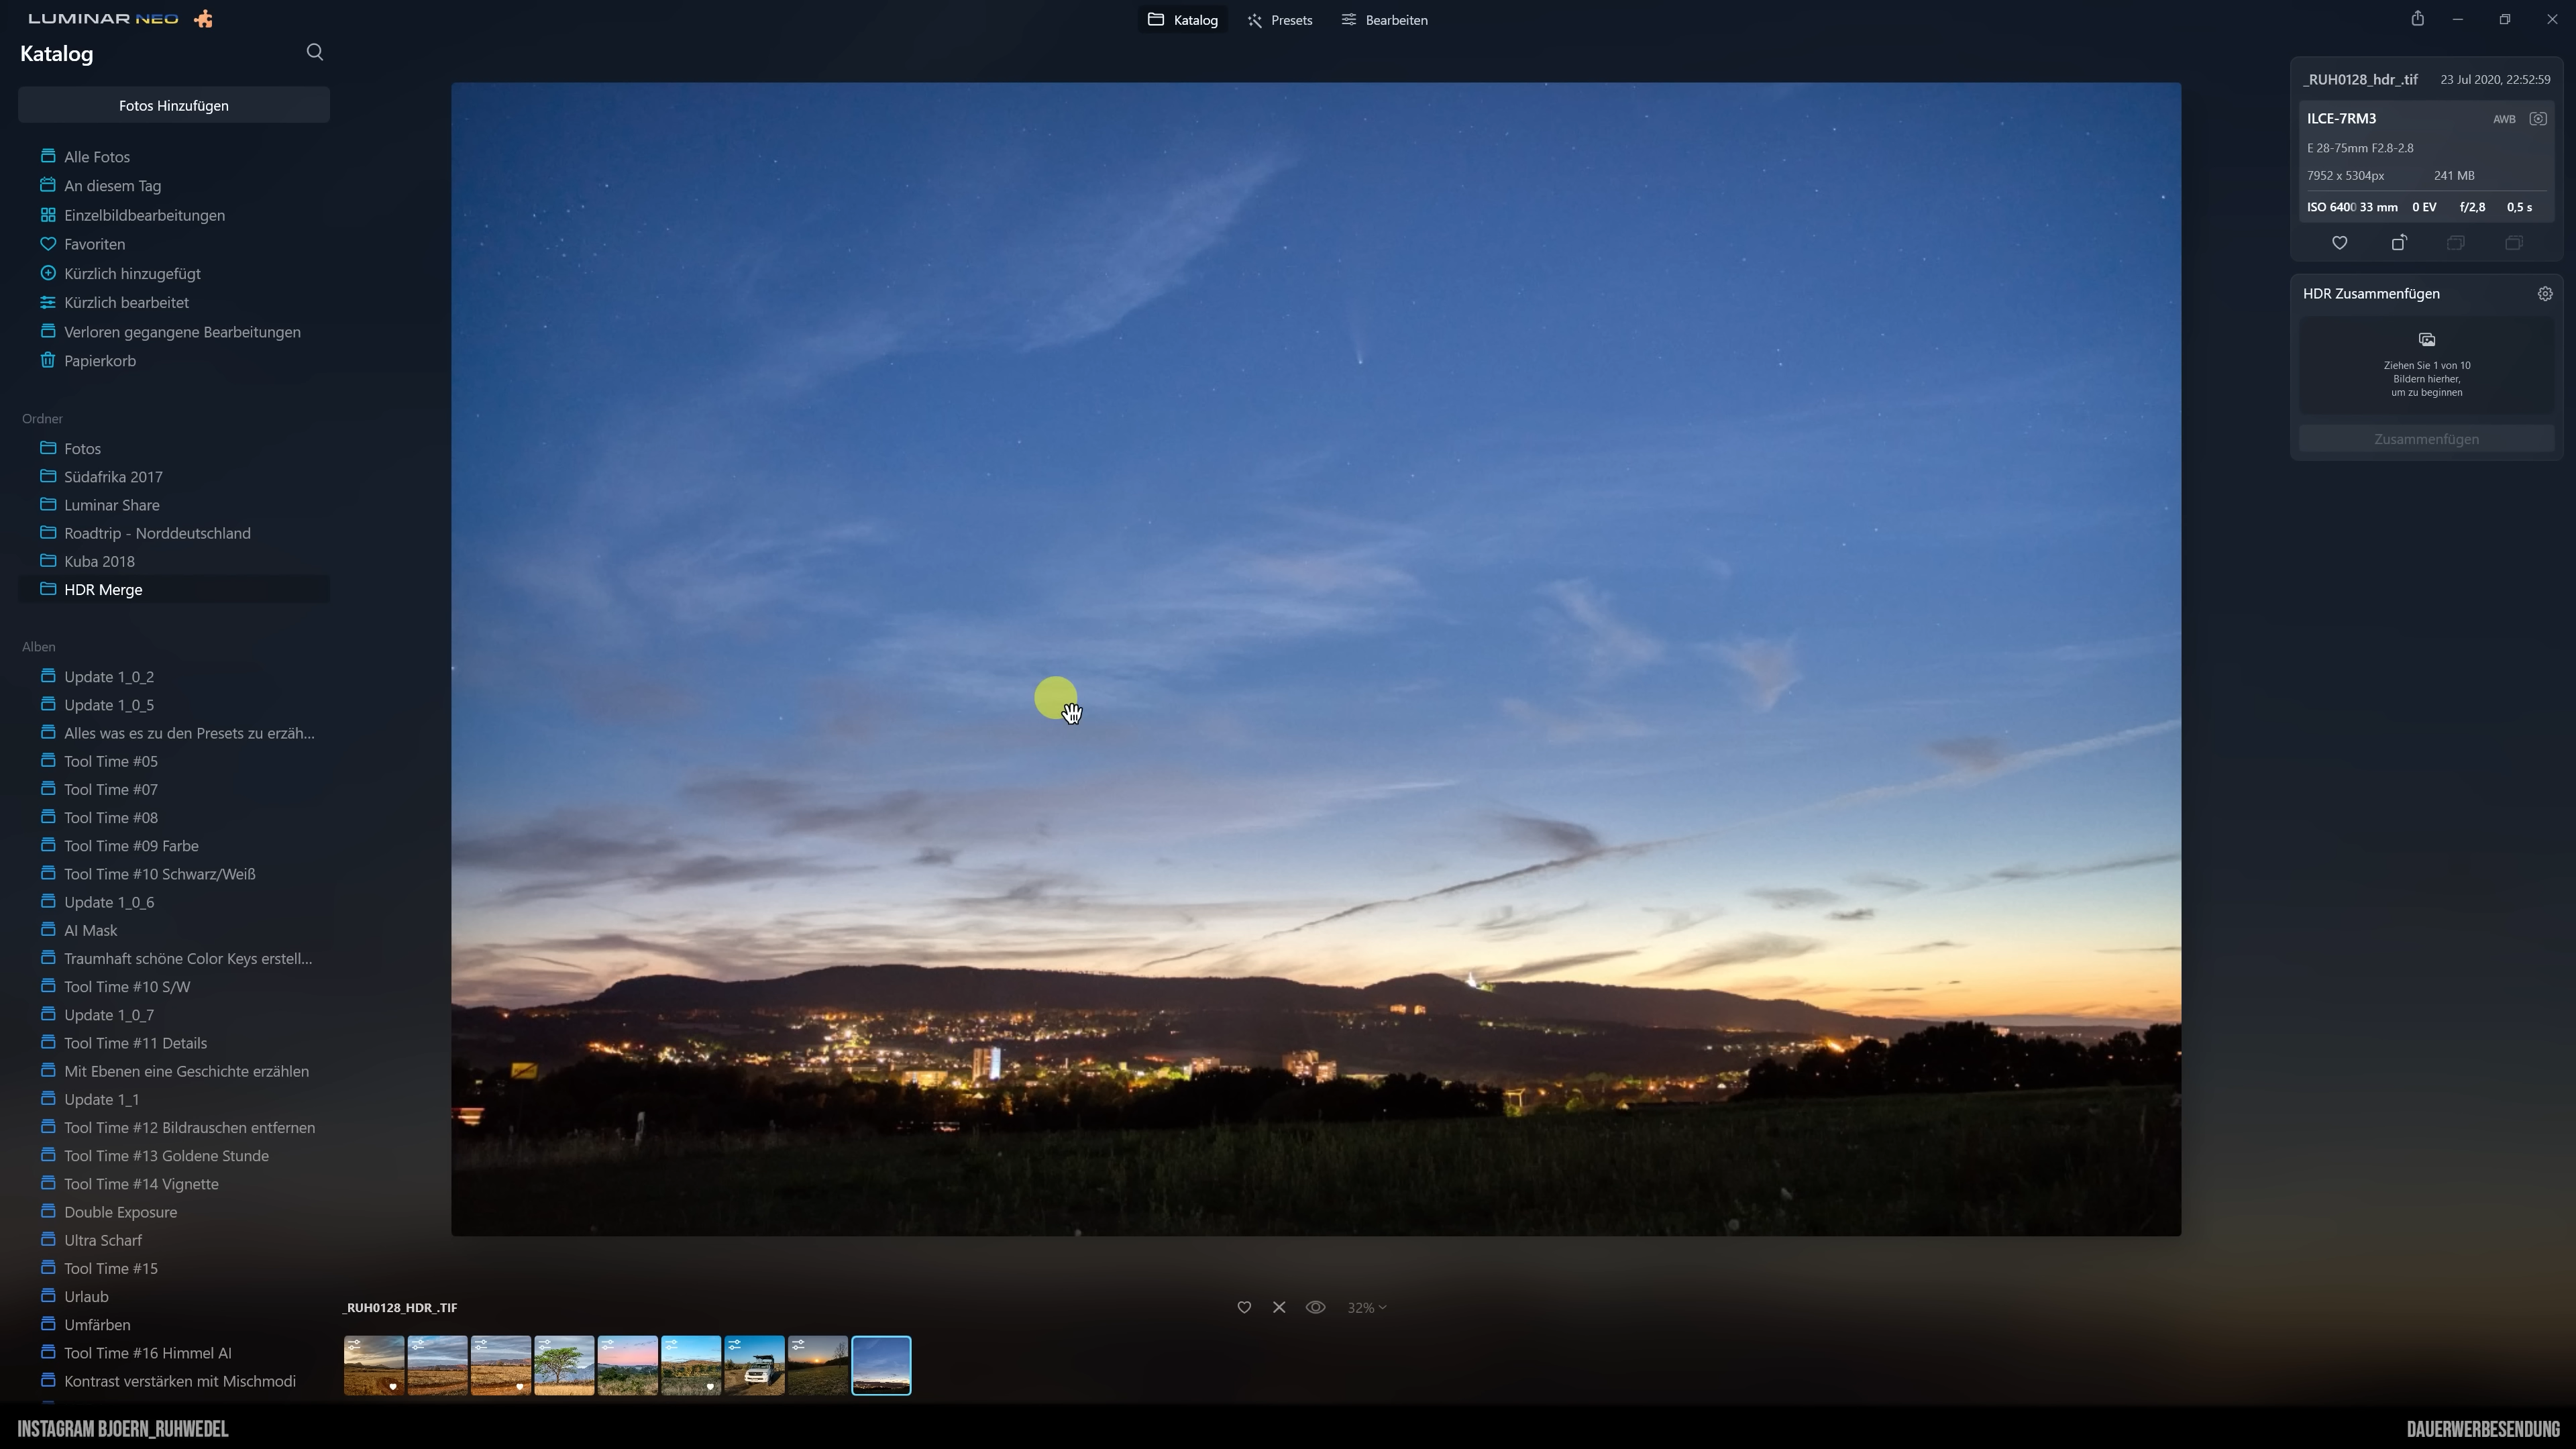 LUMINAR NEO
Katalog
Presets
Bearbeiten
Katalog
Fotos Hinzufügen
Alle Fotos
An diesem Tag
Einzelbildbearbeitungen
Favoriten
Kürzlich hinzugefügt
Kürzlich bearbeitet
Verloren gegangene Bearbeitungen
Papierkorb
Ordner
Fotos
Südafrika 2017
Luminar Share
Roadtrip - Norddeutschland
Kuba 2018
HDR Merge
Alben
Update 1_0_2
Update 1_0_5
Alles was es zu den Presets zu erzäh...
Tool Time #05
Tool Time #07
Tool Time #08
Tool Time #09 Farbe
Tool Time #10 Schwarz/Weiß
Update 1_0_6
AI Mask
Traumhaft schöne Color Keys erstell...
Tool Time #10 S/W
Update 1_0_7
Tool Time #11 Details
Mit Ebenen eine Geschichte erzählen
Update 1_1
Tool Time #12 Bildrauschen entfernen
Tool Time #13 Goldene Stunde
Tool Time #14 Vignette
Double Exposure
Ultra Scharf
Tool Time #15
Urlaub
Umfärben
Tool Time #16 Himmel AI
Kontrast verstärken mit Mischmodi
_RUH0128_HDR_.TIF
32%
_RUH0128_hdr_.tif 23 Jul 2020, 22:52:59
ILCE-7RM3 AWB
E 28-75mm F2.8-2.8
7952 x 5304px 241 MB
ISO 6400 33 mm 0 EV f/2,8 0,5 s
HDR Zusammenfügen
Ziehen Sie 1 von 10
Bildern hierher,
um zu beginnen
Zusammenfügen
INSTAGRAM BJOERN_RUHWEDEL
DAUERWERBESENDUNG